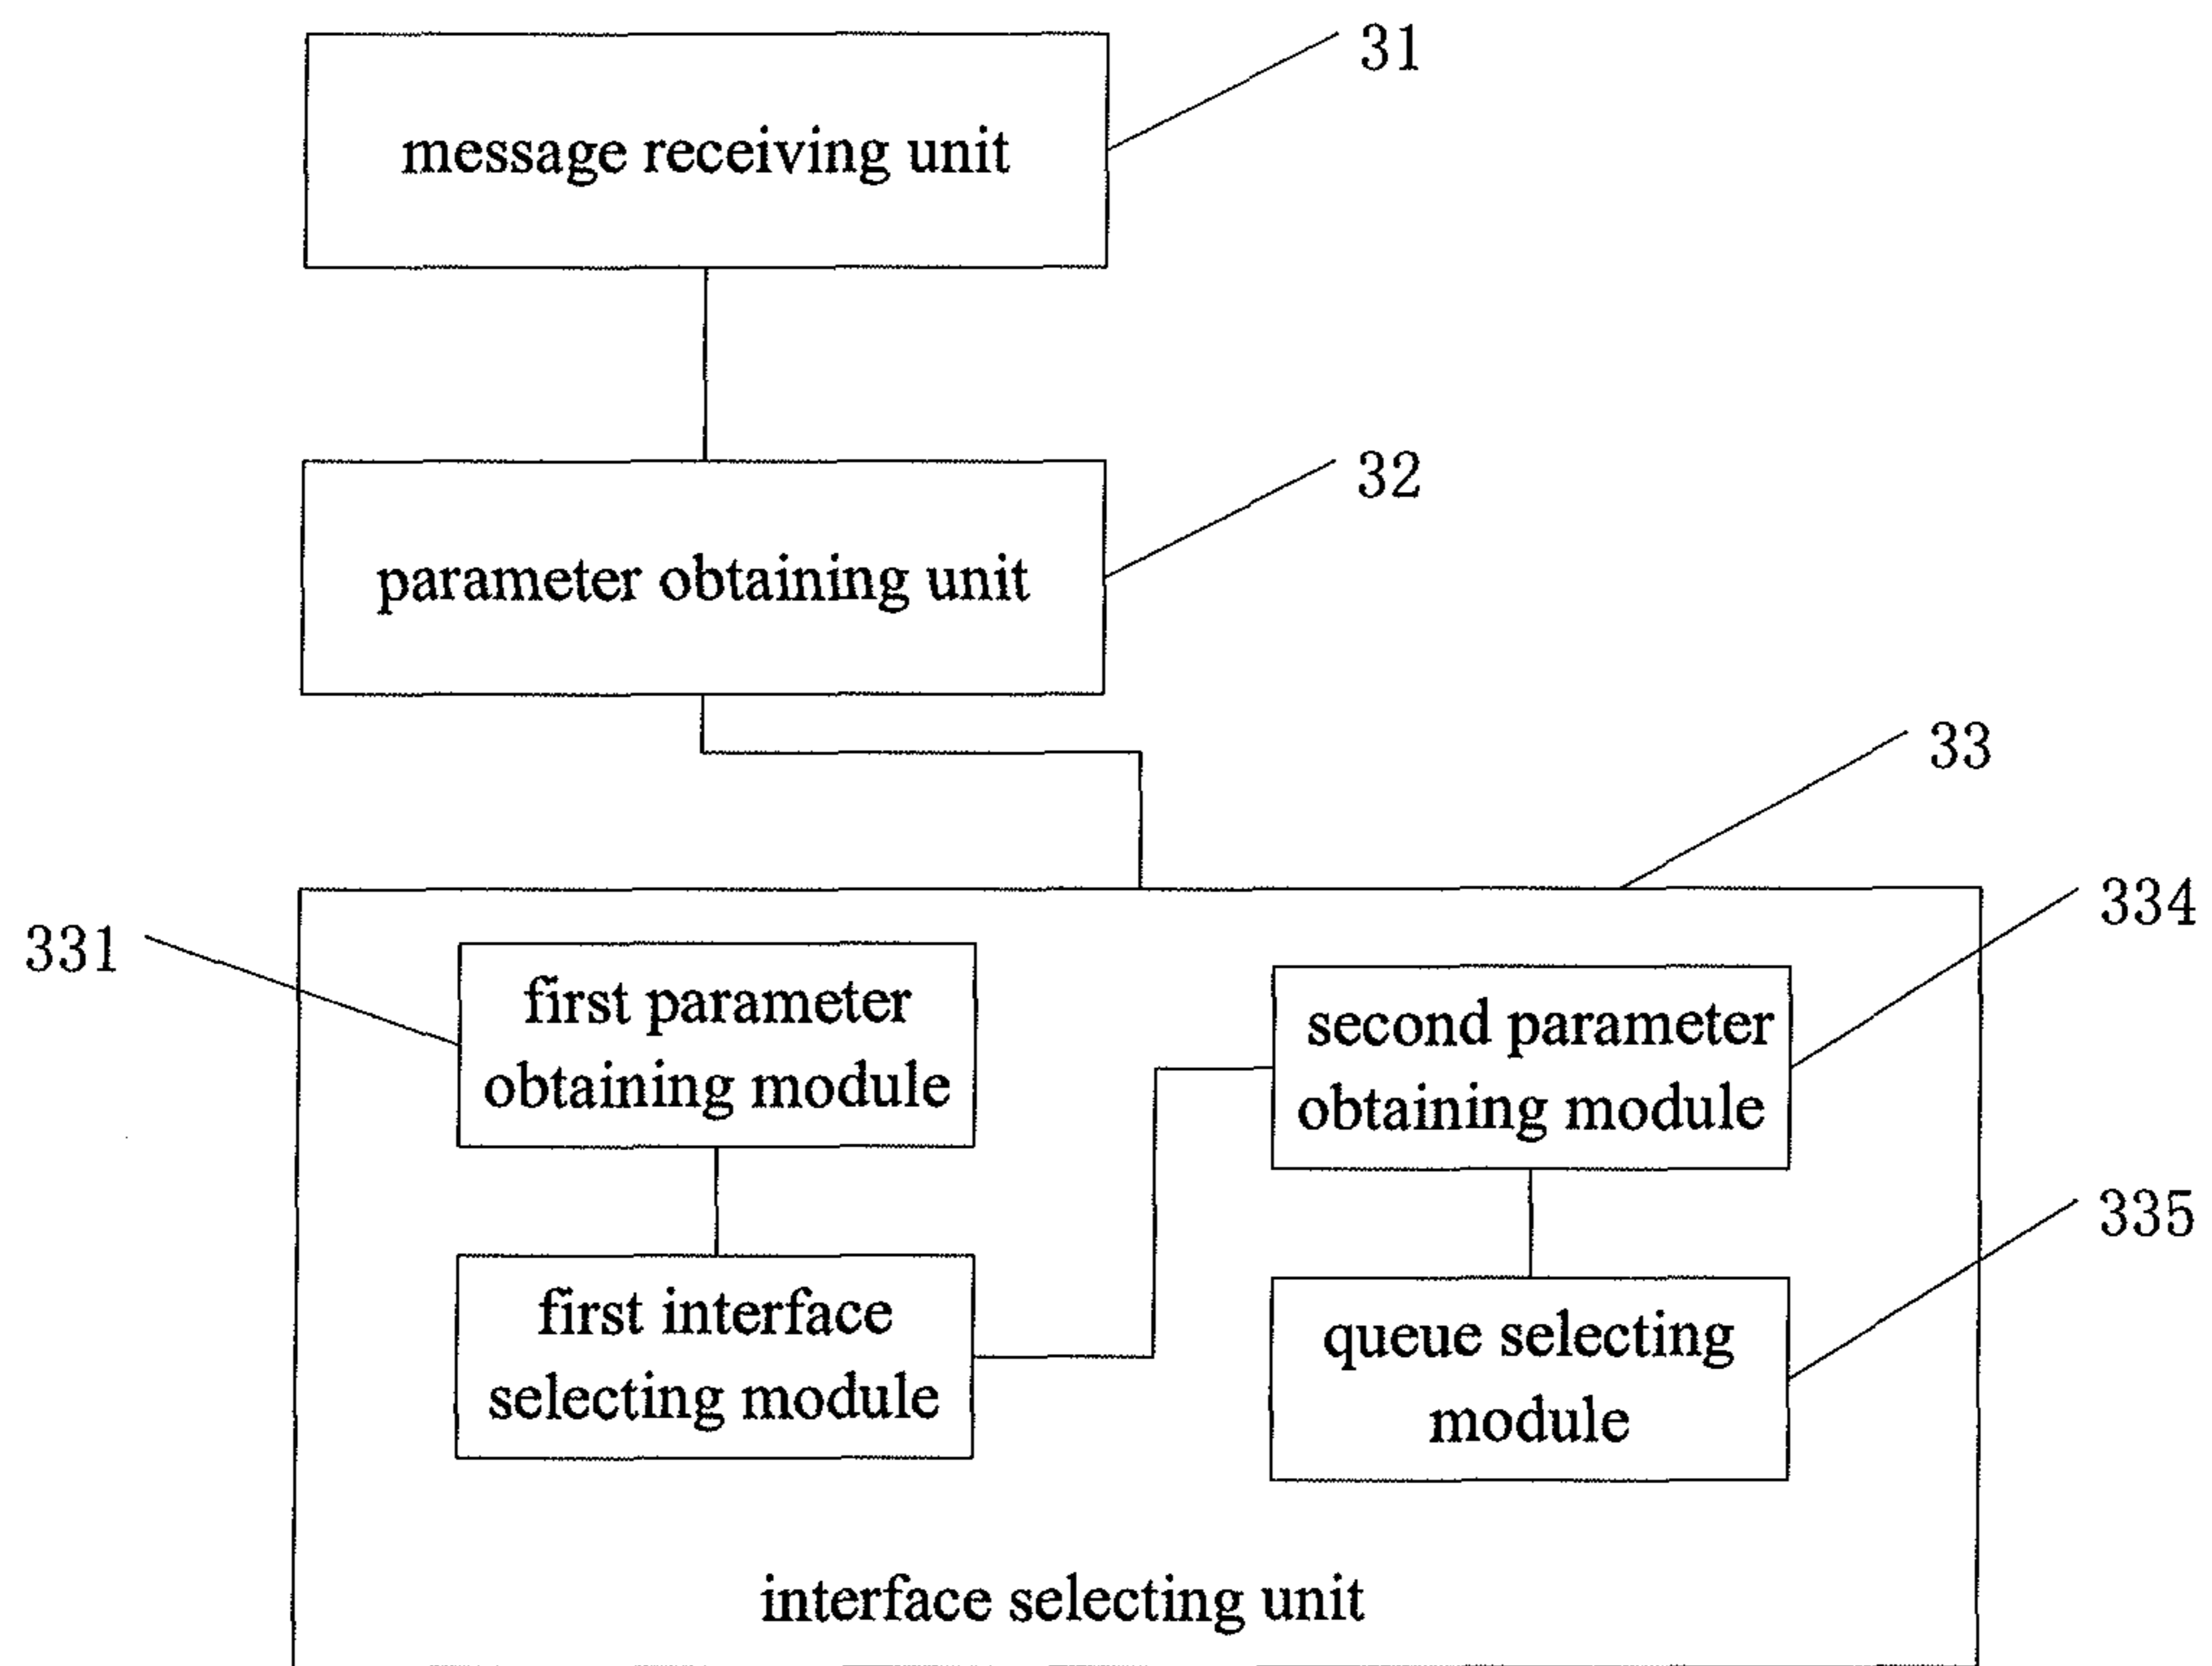 31
message receiving unit
32
parameter obtaining unit
33
334
331
first parameter
obtaining module
second parameter
obtaining module
335
first interface
selecting module
queue selecting
module
interface selecting unit